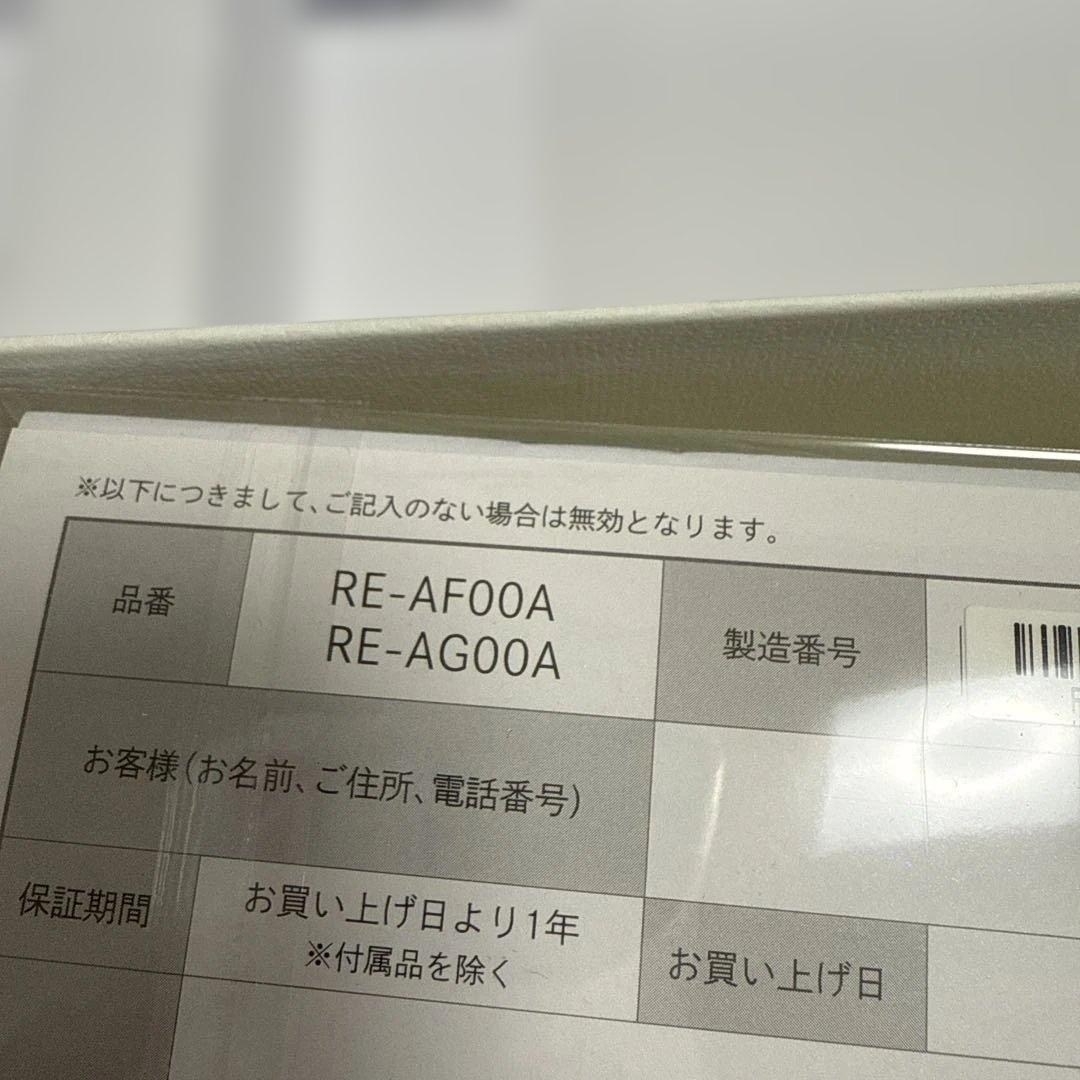 ※以下につきまして、ご記入のない場合は無効となります。
品番
RE-AF00A
RE-AG00A
製造番号
お客様(お名前、ご住所、電話番号)
保証期間
お買い上げ日より1年
※付属品を除く
お買い上げ日